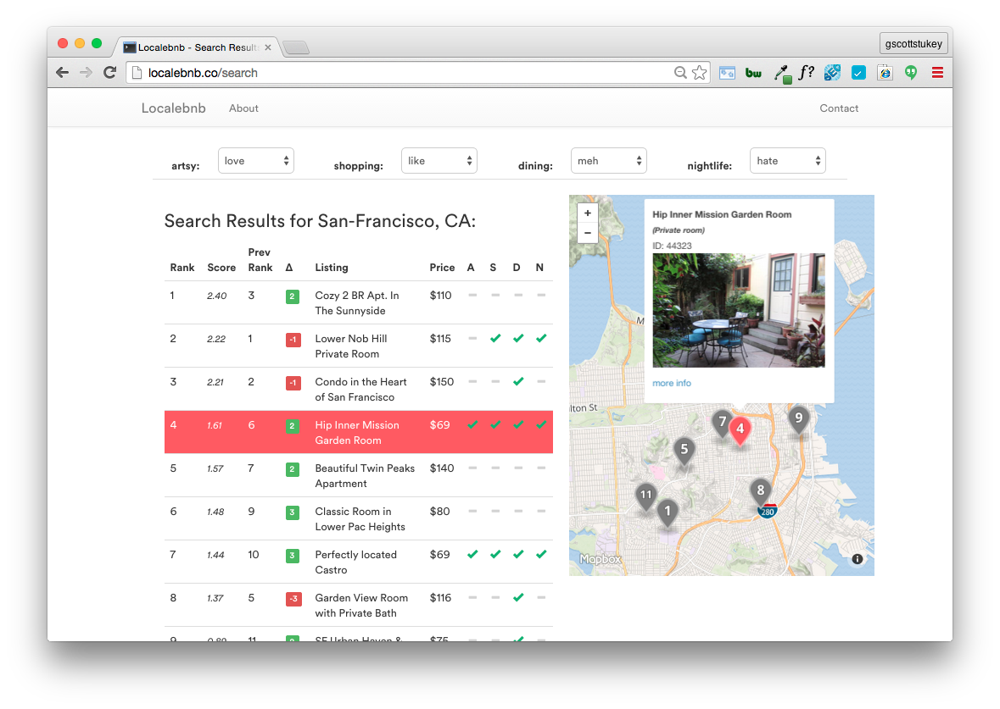 Localebnb - Search Result
gscottstukey
localebnb.co/search
bw
f?
Localebnb About Contact
artsy: love shopping: like dining: meh nightlife: hate
Search Results for San-Francisco, CA:
Prev
Rank Score Rank Δ Listing Price A S D N
1 2.40 3 2 Cozy 2 BR Apt. In $110
The Sunnyside
2 2.22 1 -1 Lower Nob Hill $115
Private Room
3 2.21 2 -1 Condo in the Heart $150
of San Francisco
4 1.61 6 2 Hip Inner Mission $69
Garden Room
5 1.57 7 2 Beautiful Twin Peaks $140
Apartment
6 1.48 9 3 Classic Room in $80
Lower Pac Heights
7 1.44 10 3 Perfectly located $69
Castro
8 1.37 5 -3 Garden View Room $116
with Private Bath
9 0.89 11 2 SF Urban Haven & $75
+
−
Hip Inner Mission Garden Room
(Private room)
ID: 44323
more info
M
lton St
7 4 9
5
11 8
1 280
Mapbox
i